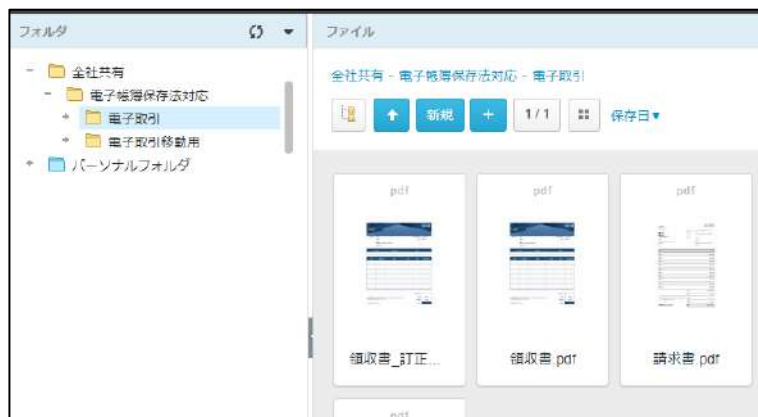 フォルダ
全社共有
電子帳簿保存法対応
電子取引
電子取引移動用
パーソナルフォルダ
ファイル
全社共有 - 電子帳簿保存法対応 - 電子取引
新規 + 1/1 保存日▼
pdf pdf pdf
領収書_訂正... 領収書.pdf 請求書.pdf
pdf